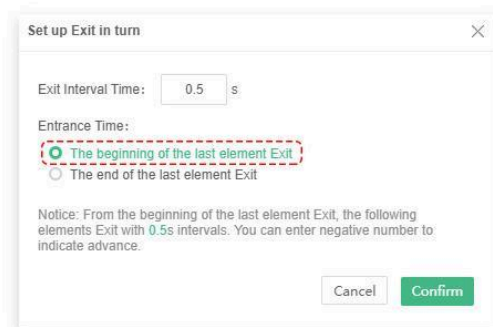 Set up Exit in turn
Exit Interval Time: 0.5 s
Entrance Time:
The beginning of the last element Exit
The end of the last element Exit
Notice: From the beginning of the last element Exit, the following
elements Exit with 0.5s intervals. You can enter negative number to
indicate advance.
Cancel Confirm